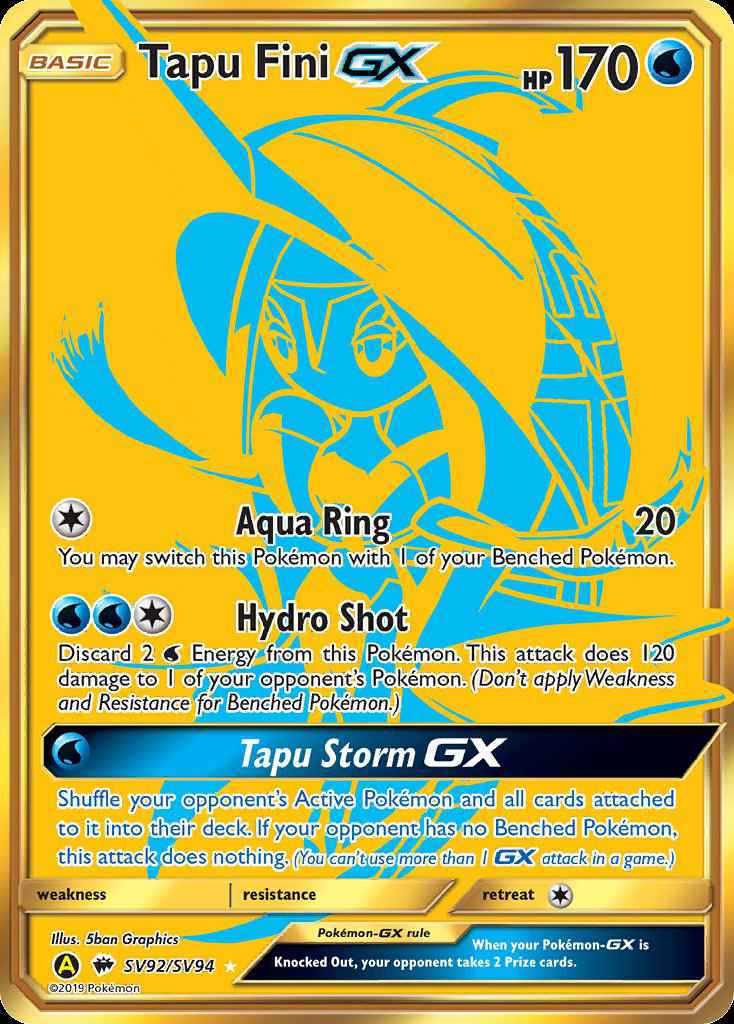 BASIC Tapu Fini GX HP 170
Aqua Ring 20
You may switch this Pokémon with 1 of your Benched Pokémon.
Hydro Shot
Discard 2 Energy from this Pokémon. This attack does 120
damage to 1 of your opponent's Pokémon. (Don't apply Weakness
and Resistance for Benched Pokémon.)
Tapu Storm GX
Shuffle your opponent's Active Pokémon and all cards attached
to it into their deck. If your opponent has no Benched Pokémon,
this attack does nothing. (You can't use more than 1 GX attack in a game.)
weakness resistance retreat
Illus. 5ban Graphics
Pokémon-GX rule
When your Pokémon-GX is
Knocked Out, your opponent takes 2 Prize cards.
A SV92/SV94
©2019 Pokémon